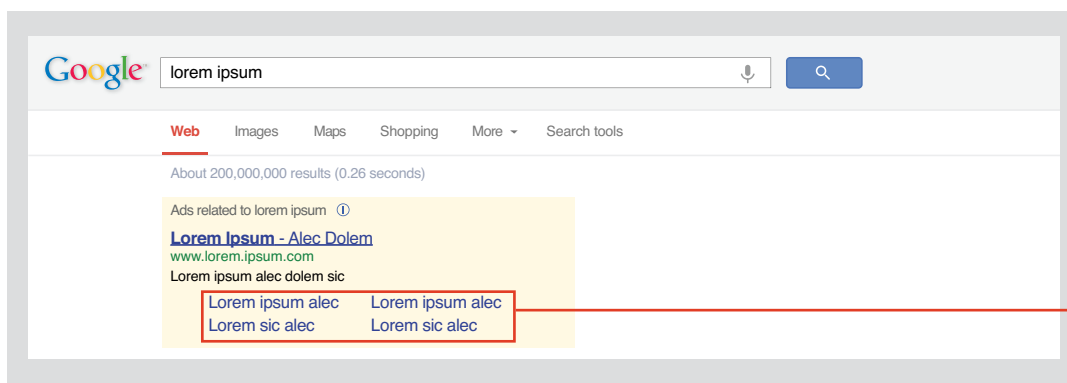 Google lorem ipsum
Web Images Maps Shopping More Search tools
About 200,000,000 results (0.26 seconds)
Ads related to lorem ipsum
Lorem Ipsum - Alec Dolem
www.lorem.ipsum.com
Lorem ipsum alec dolem sic
Lorem ipsum alec Lorem ipsum alec
Lorem sic alec Lorem sic alec